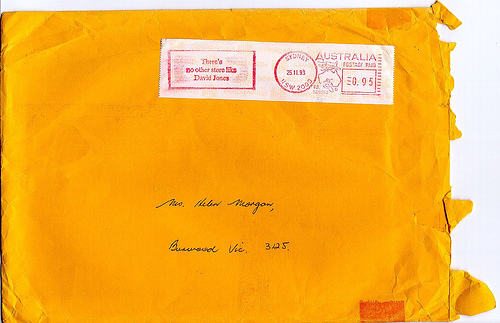 There's
no other store like
David Jones
SYDNEY
25.11.93
N.S.W. 2000
AUSTRALIA
POSTAGE PAID
0.95
Mrs. Helen Morgan,
Burwood Vic. 3125.